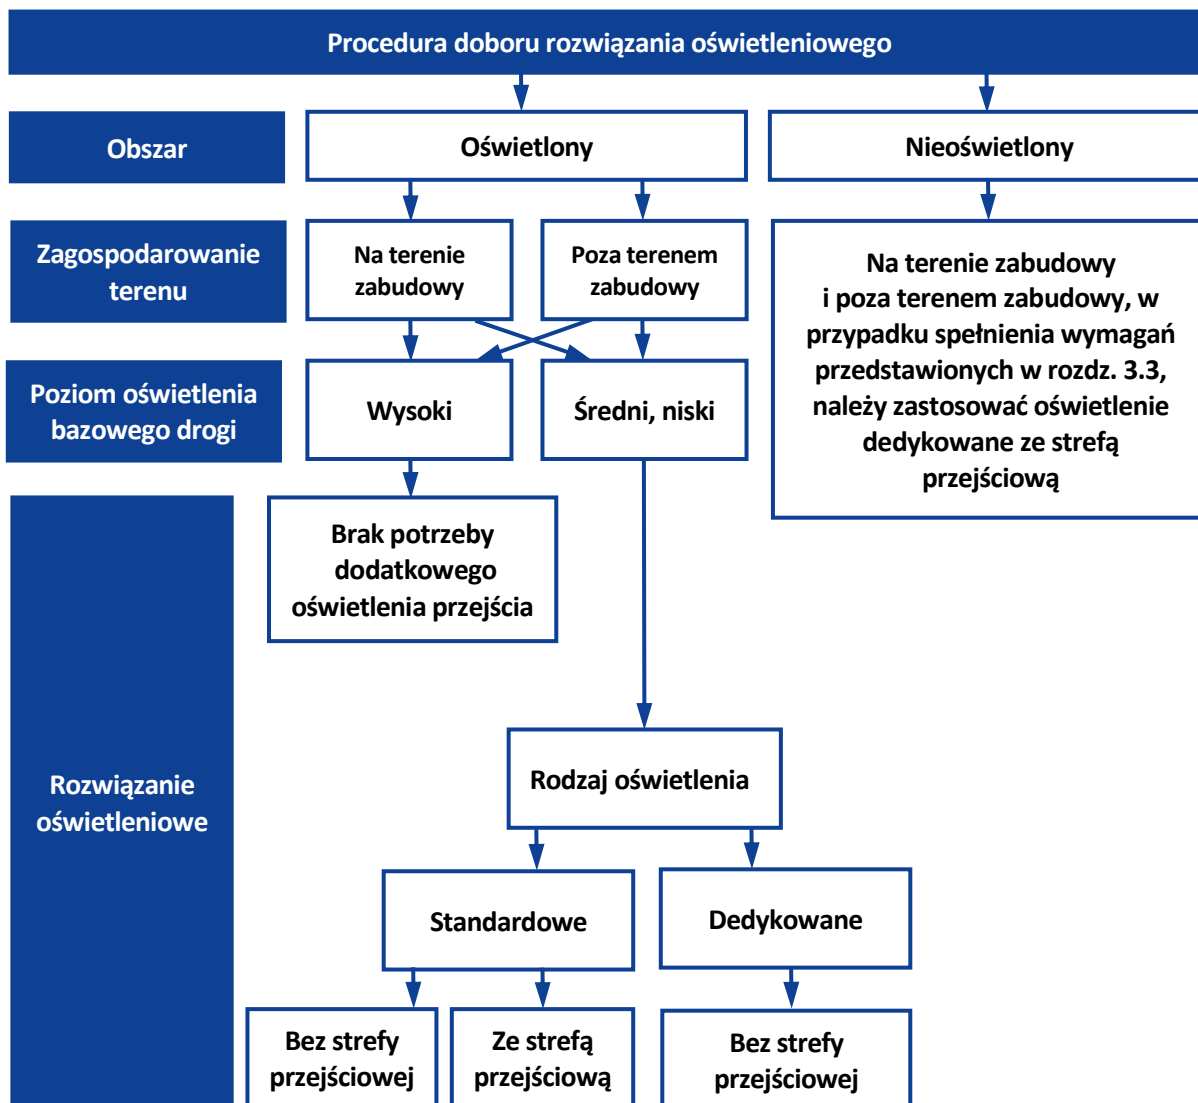 Procedura doboru rozwiązania oświetleniowego
Obszar
Oświetlony
Nieoświetlony
Zagospodarowanie
terenu
Na terenie
zabudowy
Poza terenem
zabudowy
Na terenie zabudowy
i poza terenem zabudowy, w
przypadku spełnienia wymagań
przedstawionych w rozdz. 3.3,
należy zastosować oświetlenie
dedykowane ze strefą
przejściową
Poziom oświetlenia
bazowego drogi
Wysoki
Średni, niski
Rozwiązanie
oświetleniowe
Brak potrzeby
dodatkowego
oświetlenia przejścia
Rodzaj oświetlenia
Standardowe
Dedykowane
Bez strefy
przejściowej
Ze strefą
przejściową
Bez strefy
przejściowej